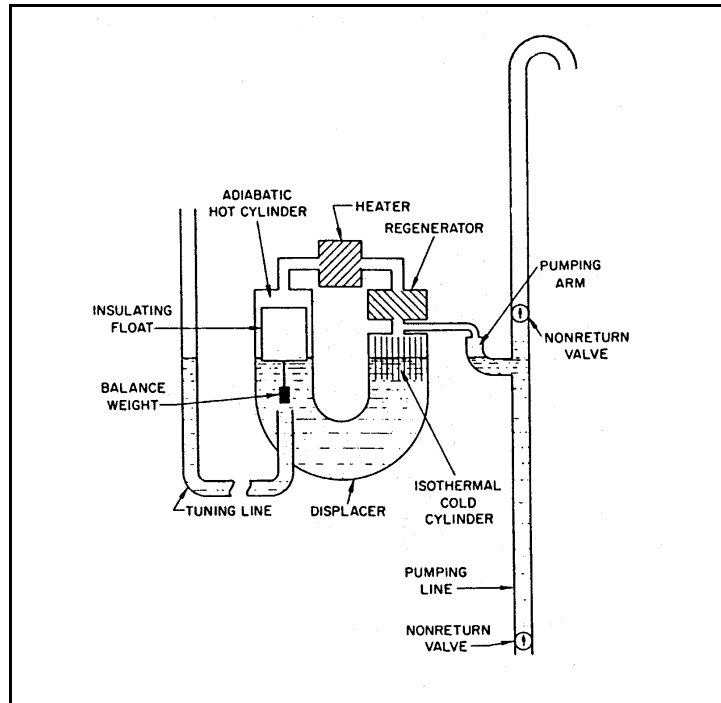 ADIABATIC
HOT CYLINDER
HEATER
REGENERATOR
PUMPING
ARM
INSULATING
FLOAT
NONRETURN
VALVE
BALANCE
WEIGHT
ISOTHERMAL
COLD
CYLINDER
TUNING LINE
DISPLACER
PUMPING
LINE
NONRETURN
VALVE